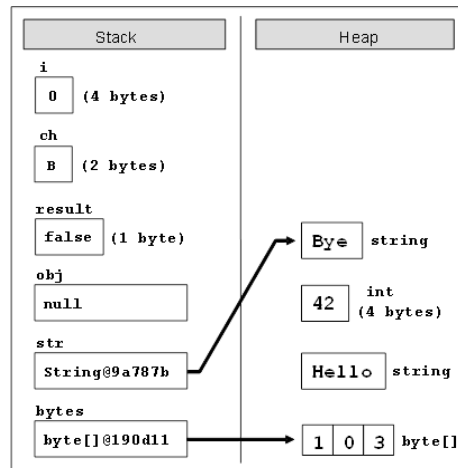 Stack
Heap
i
0 (4 bytes)
ch
B (2 bytes)
result
false (1 byte)
obj
null
str
String@9a787b
bytes
byte[]@190d11
Bye string
42 int
(4 bytes)
Hello string
1 0 3 byte[]